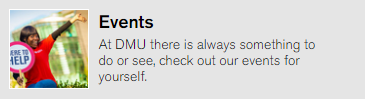 Events
At DMU there is always something to
do or see, check out our events for
yourself.
HERE TO
HELP